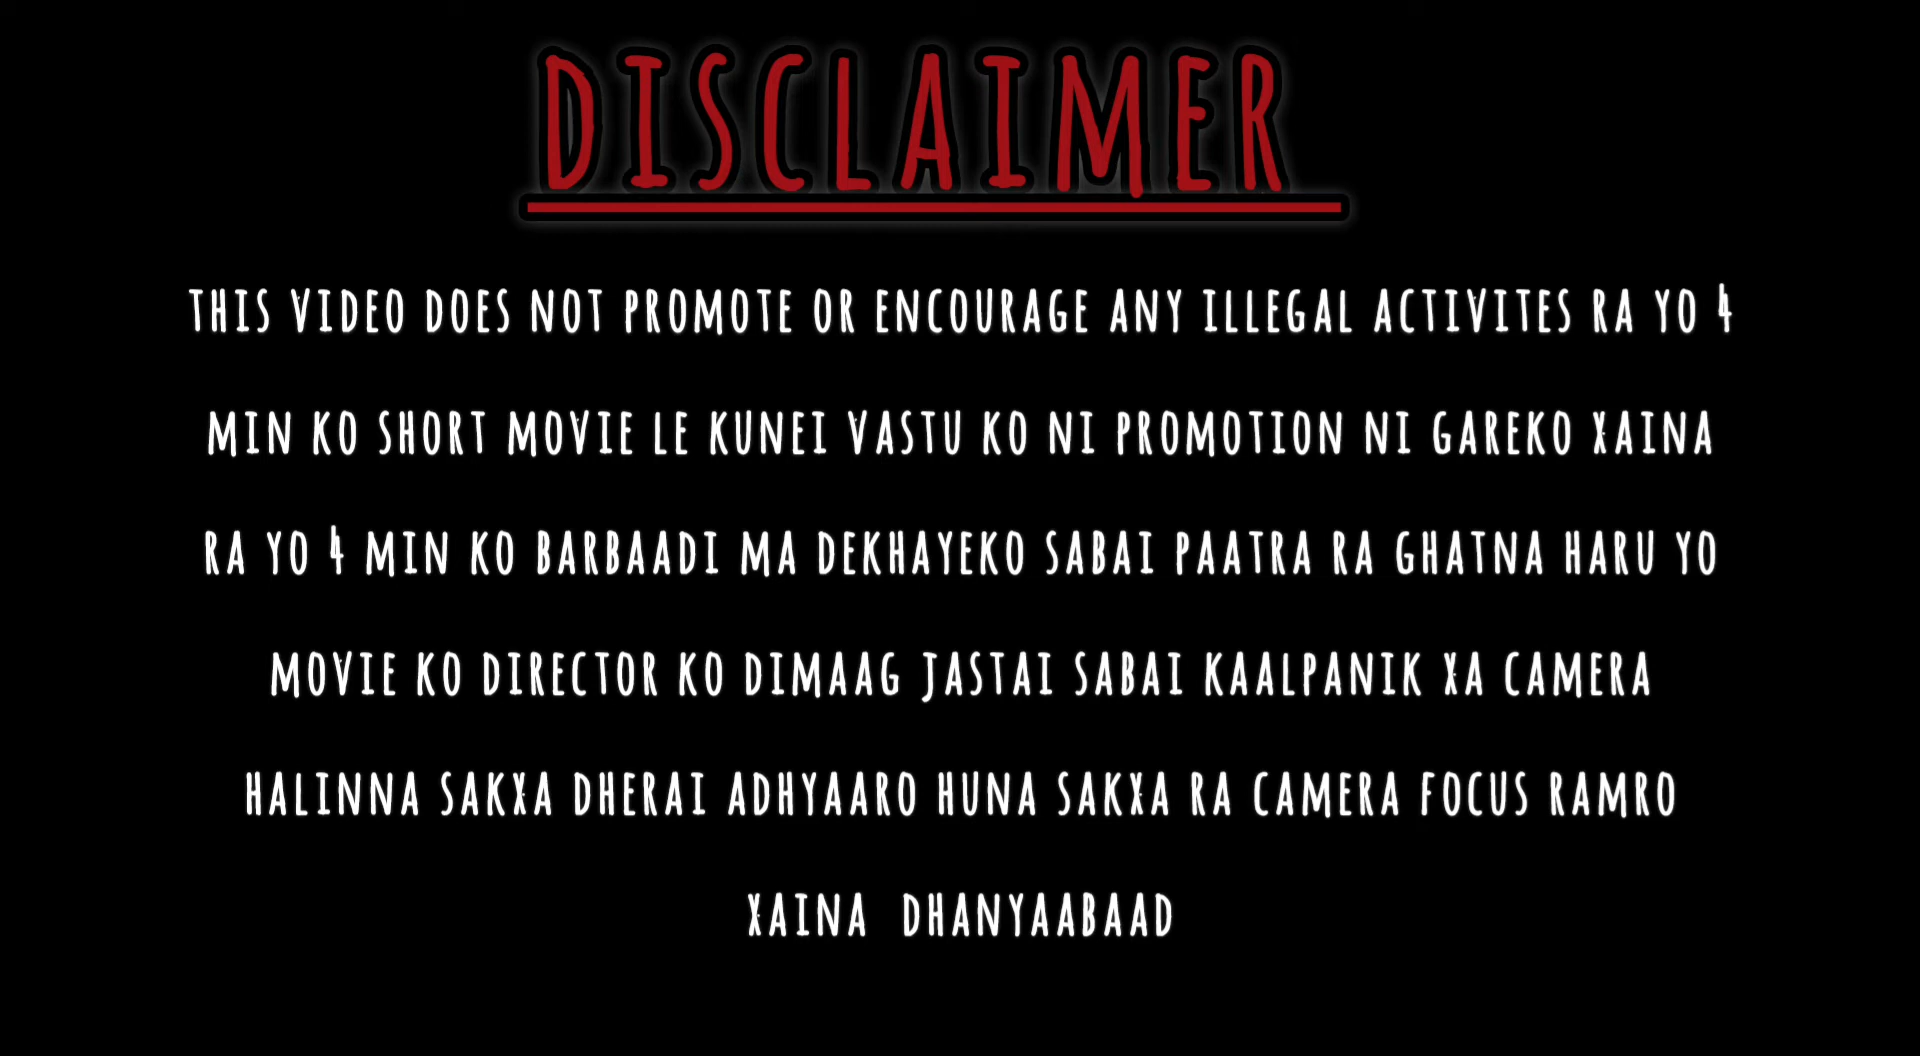 DISCLAIMER
THIS VIDEO DOES NOT PROMOTE OR ENCOURAGE ANY ILLEGAL ACTIVITES RA YO 4
MIN KO SHORT MOVIE LE KUNEI VASTU KO NI PROMOTION NI GAREKO XAINA
RA YO 4 MIN KO BARBAADI MA DEKHAYEKO SABAI PAATRA RA GHATNA HARU YO
MOVIE KO DIRECTOR KO DIMAAG JASTAI SABAI KAALPANIK XA CAMERA
HALINNA SAKXA DHERAI ADHYAARO HUNA SAKXA RA CAMERA FOCUS RAMRO
XAINA DHANYAABAAD